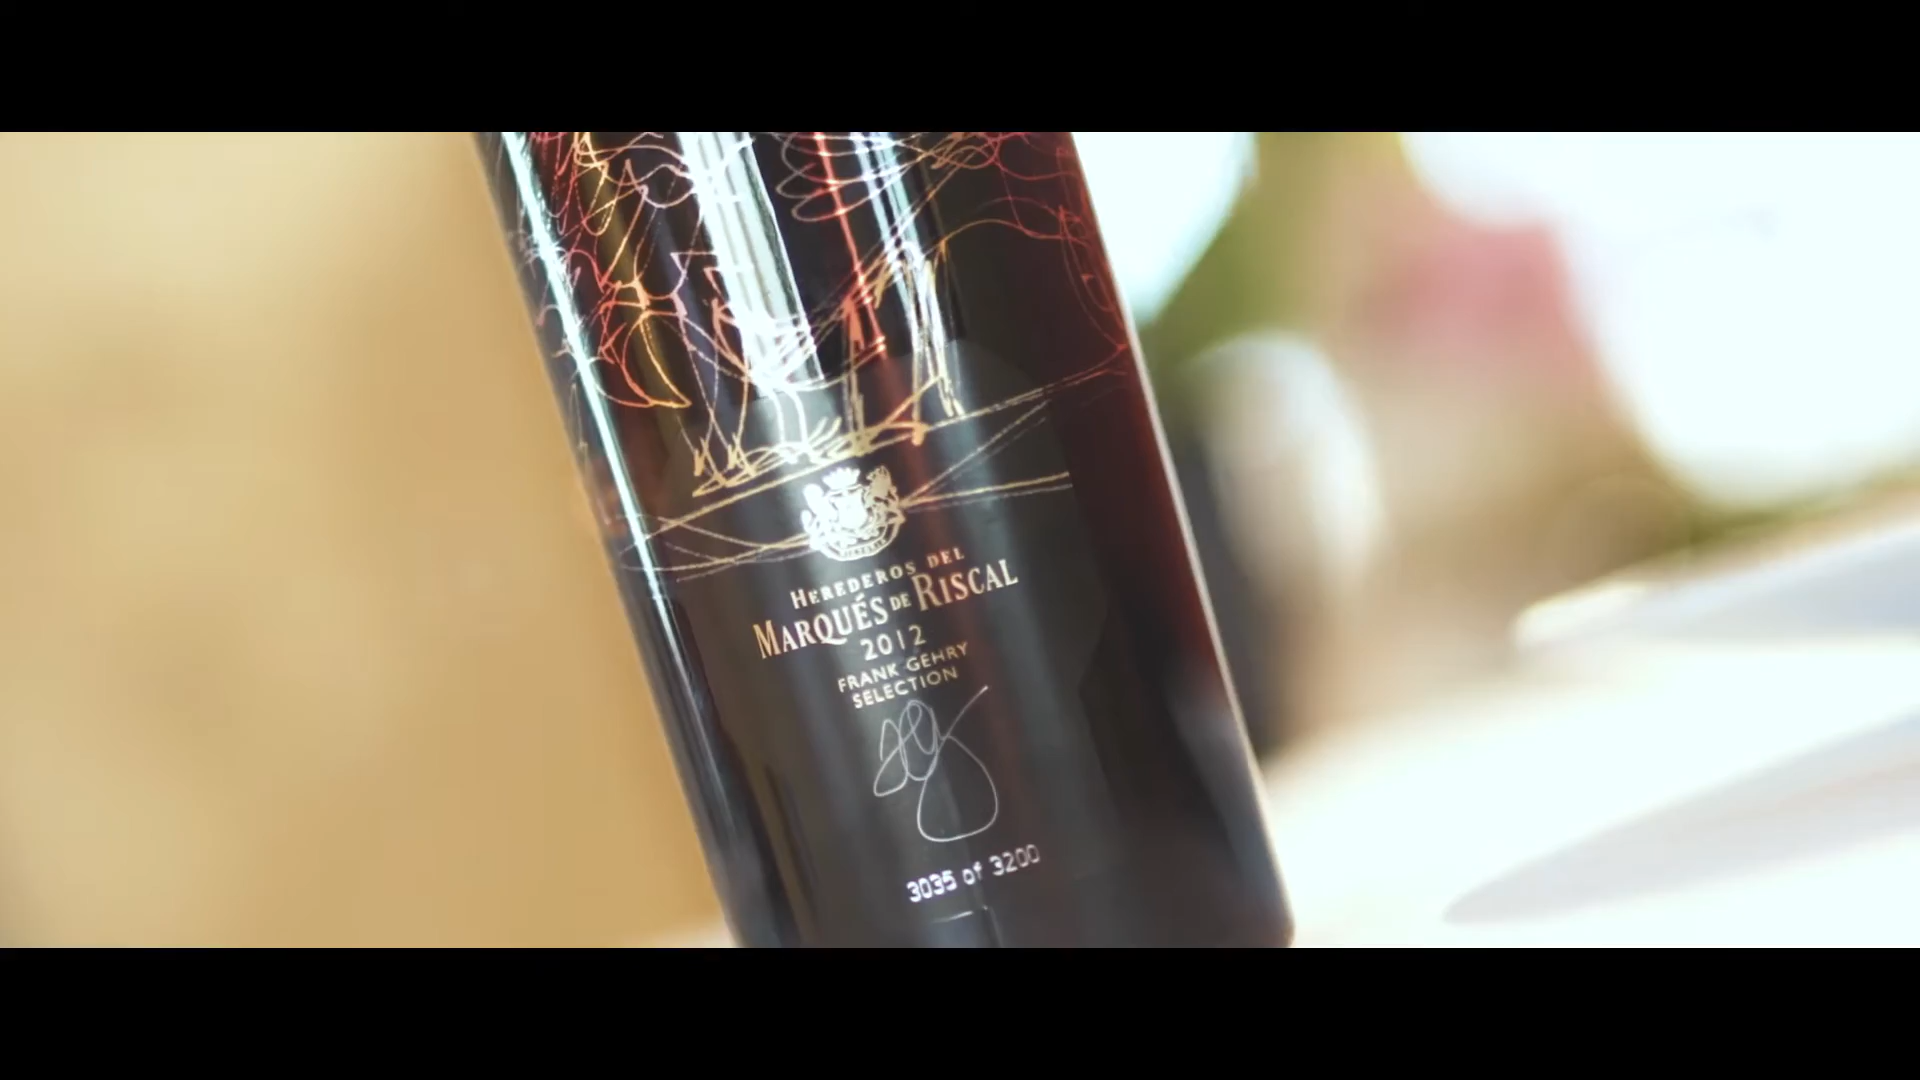 HEREDEROS DEL
MARQUÉS DE RISCAL
2012
FRANK GEHRY
SELECTION
3035 of 3200